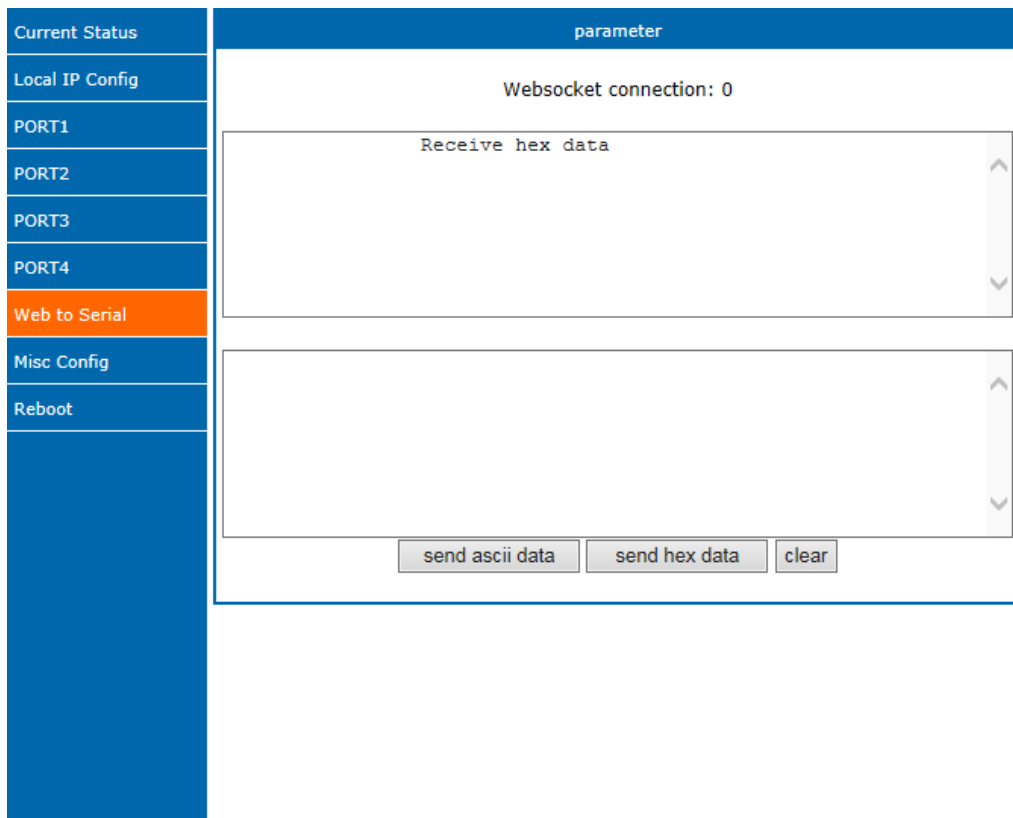 Current Status
Local IP Config
PORT1
PORT2
PORT3
PORT4
Web to Serial
Misc Config
Reboot
parameter
Websocket connection: 0
Receive hex data
send ascii data send hex data clear